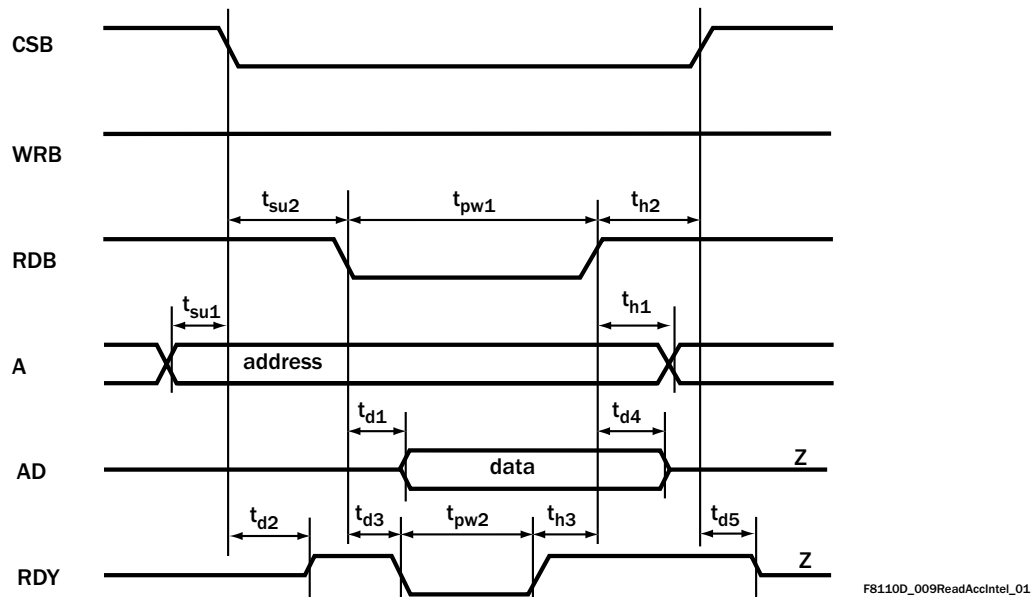 CSB
WRB
tsu2 tpw1 th2
RDB
tsu1 th1
A address
td1 td4
AD data Z
td2 td3 tpw2 th3 td5
RDY Z
F8110D_009ReadAccIntel_01